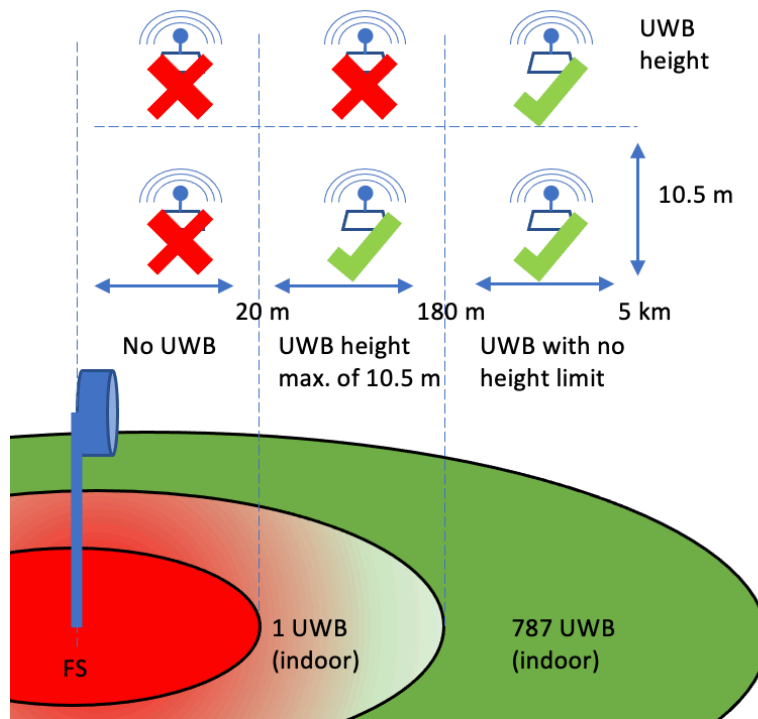 UWB
height
10.5 m
20 m
180 m
5 km
No UWB
UWB height
max. of 10.5 m
UWB with no
height limit
1 UWB
(indoor)
787 UWB
(indoor)
FS